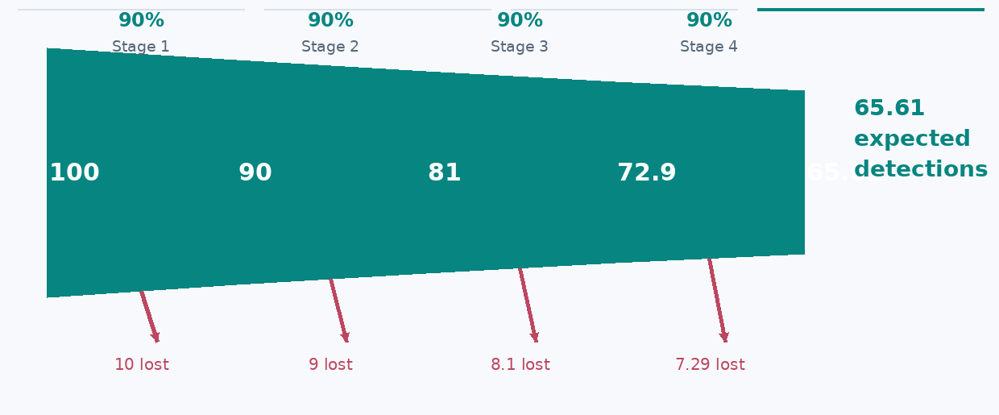 90% 90% 90% 90%
Stage 1 Stage 2 Stage 3 Stage 4
100 90 81 72.9 65.
65.61
expected
detections
10 lost 9 lost 8.1 lost 7.29 lost